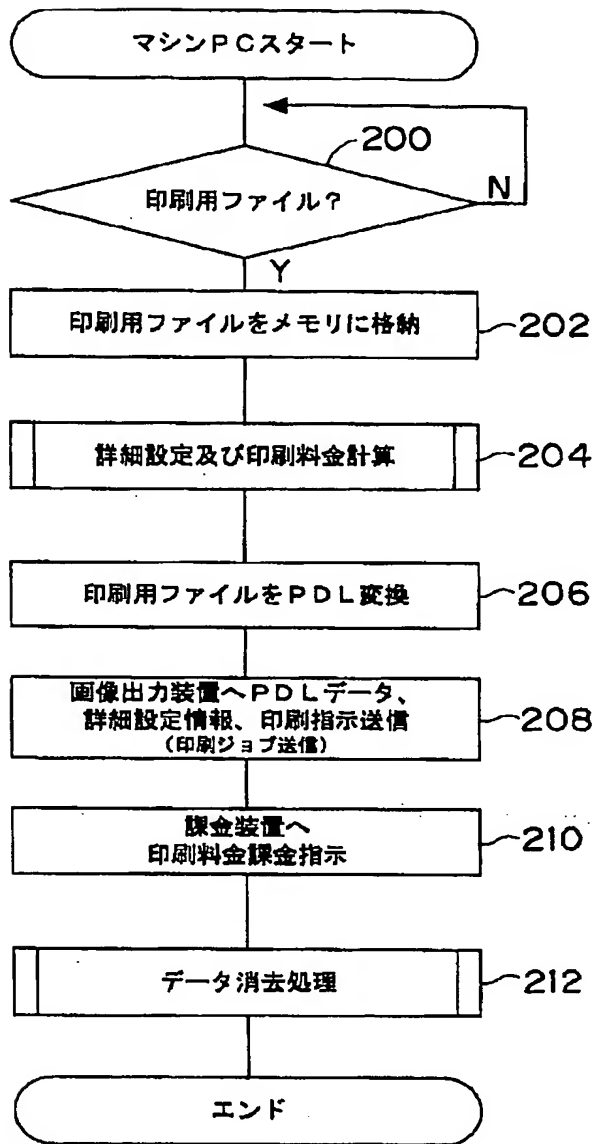 マシンPCスタート
200
印刷用ファイル?
N
Y
印刷用ファイルをメモリに格納
202
詳細設定及び印刷料金計算
204
印刷用ファイルをPDL変換
206
画像出力装置へPDLデータ、
詳細設定情報、印刷指示送信
(印刷ジョブ送信)
208
課金装置へ
印刷料金課金指示
210
データ消去処理
212
エンド